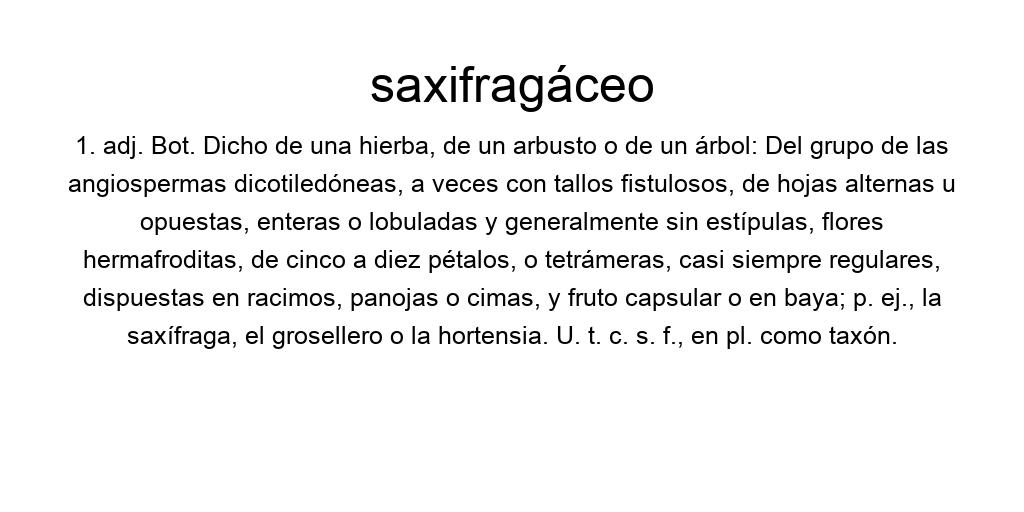 saxifragáceo
1. adj. Bot. Dicho de una hierba, de un arbusto o de un árbol: Del grupo de las
angiospermas dicotiledóneas, a veces con tallos fistulosos, de hojas alternas u
opuestas, enteras o lobuladas y generalmente sin estípulas, flores
hermafroditas, de cinco a diez pétalos, o tetrámeras, casi siempre regulares,
dispuestas en racimos, panojas o cimas, y fruto capsular o en baya; p. ej., la
saxífraga, el grosellero o la hortensia. U. t. c. s. f., en pl. como taxón.